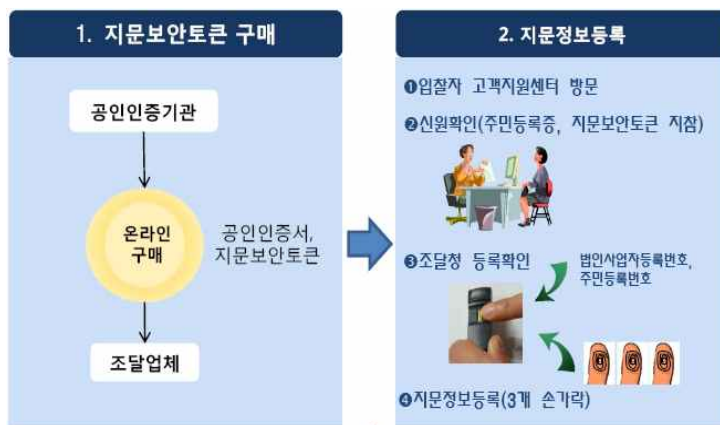 1. 지문보안토큰 구매
공인인증기관
온라인
구매
공인인증서,
지문보안토큰
조달업체
2. 지문정보등록
❶입찰자 고객지원센터 방문
❷신원확인(주민등록증, 지문보안토큰 지참)
❸조달청 등록확인
법인사업자등록번호,
주민등록번호
❹지문정보등록(3개 손가락)